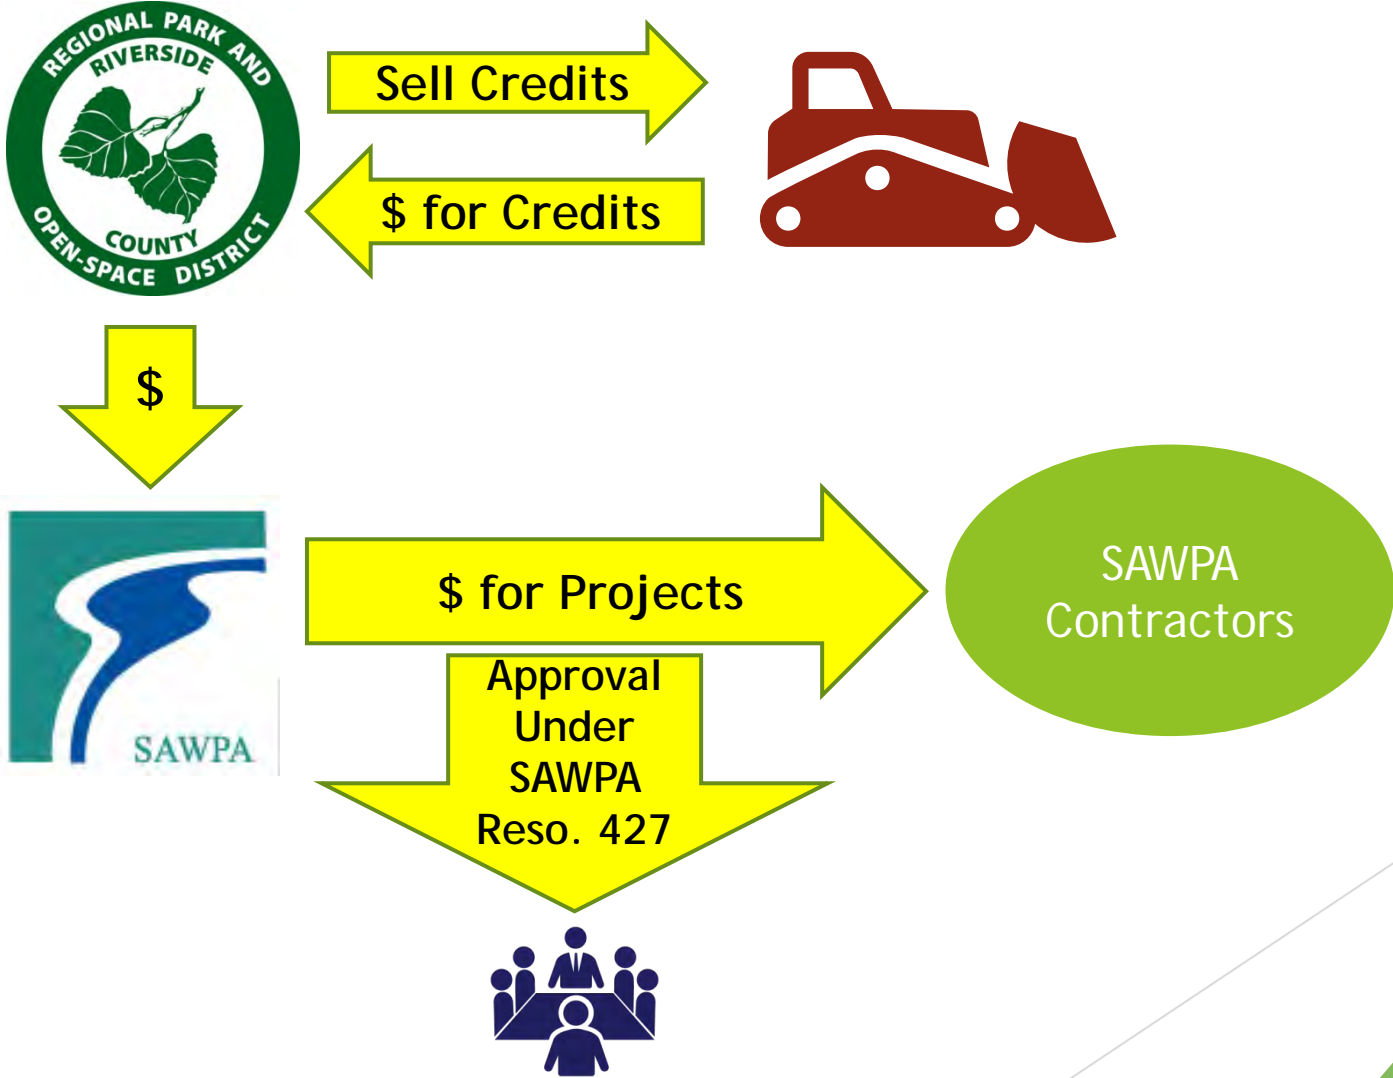 REGIONAL PARK AND
RIVERSIDE
COUNTY
OPEN-SPACE DISTRICT
Sell Credits
$ for Credits
$
SAWPA
$ for Projects
SAWPA
Contractors
Approval
Under
SAWPA
Reso. 427